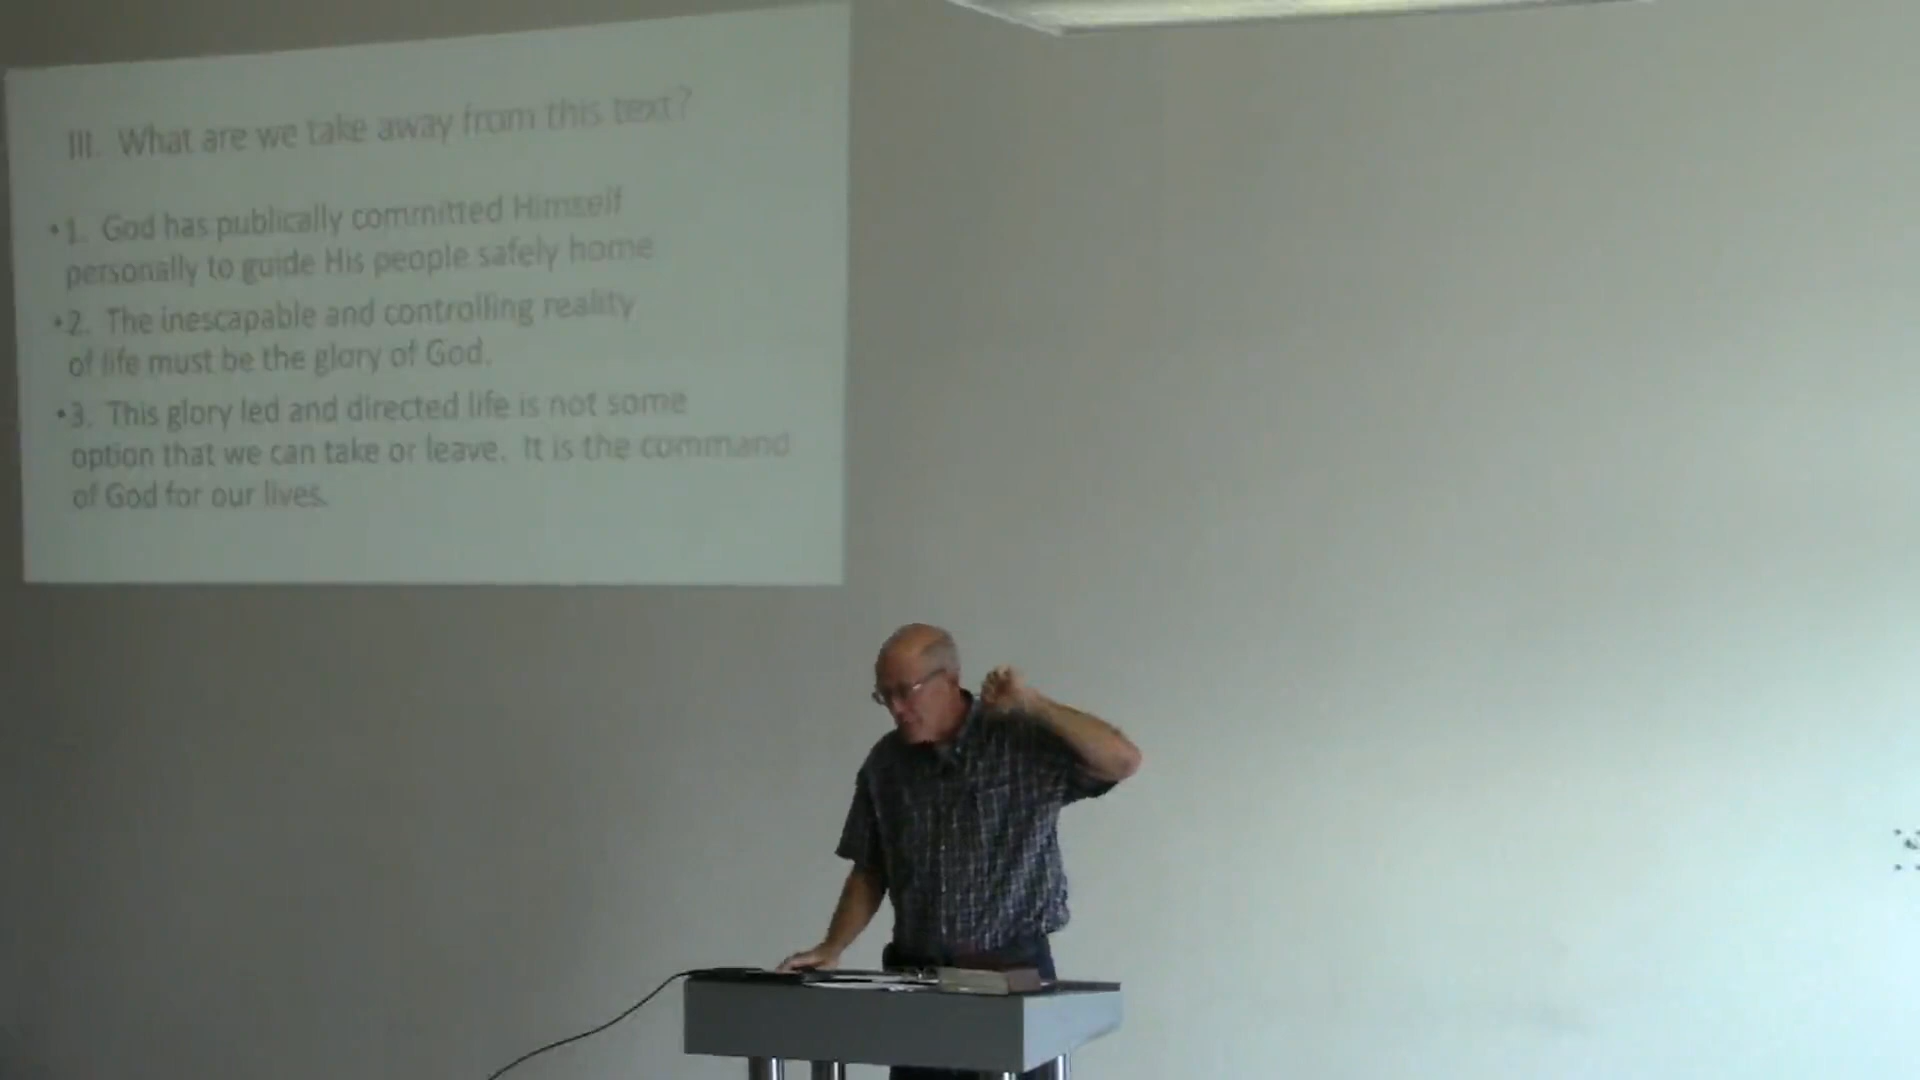 III. What are we take away from this text?
•1. God has publically committed Himself
personally to guide His people safely home
•2. The inescapable and controlling reality
of life must be the glory of God.
•3. This glory led and directed life is not some
option that we can take or leave. It is the command
of God for our lives.